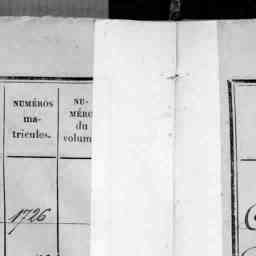 NUMÉROS
ma-
tricules.
NU-
MÉRO
du
volum
1726